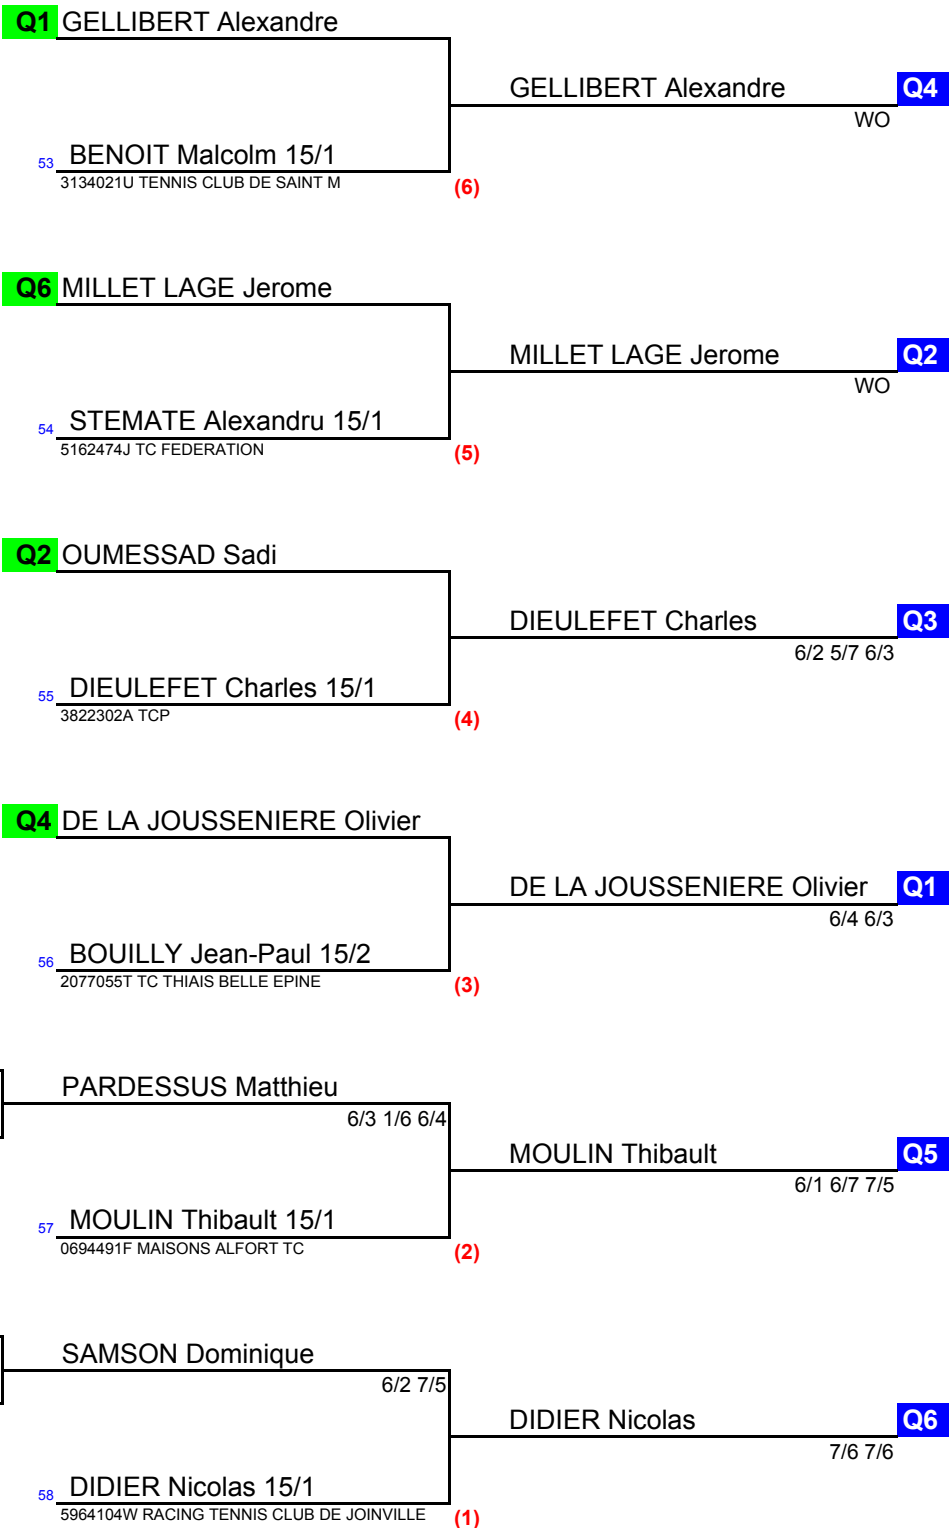 Q1 GELLIBERT Alexandre
GELLIBERT Alexandre Q4
WO
53 BENOIT Malcolm 15/1
3134021U TENNIS CLUB DE SAINT M
(6)
Q6 MILLET LAGE Jerome
MILLET LAGE Jerome Q2
WO
54 STEMATE Alexandru 15/1
5162474J TC FEDERATION
(5)
Q2 OUMESSAD Sadi
DIEULEFET Charles Q3
6/2 5/7 6/3
55 DIEULEFET Charles 15/1
3822302A TCP
(4)
Q4 DE LA JOUSSENIERE Olivier
DE LA JOUSSENIERE Olivier Q1
6/4 6/3
56 BOUILLY Jean-Paul 15/2
2077055T TC THIAIS BELLE EPINE
(3)
PARDESSUS Matthieu
6/3 1/6 6/4
MOULIN Thibault Q5
6/1 6/7 7/5
57 MOULIN Thibault 15/1
0694491F MAISONS ALFORT TC
(2)
SAMSON Dominique
6/2 7/5
DIDIER Nicolas Q6
7/6 7/6
58 DIDIER Nicolas 15/1
5964104W RACING TENNIS CLUB DE JOINVILLE
(1)